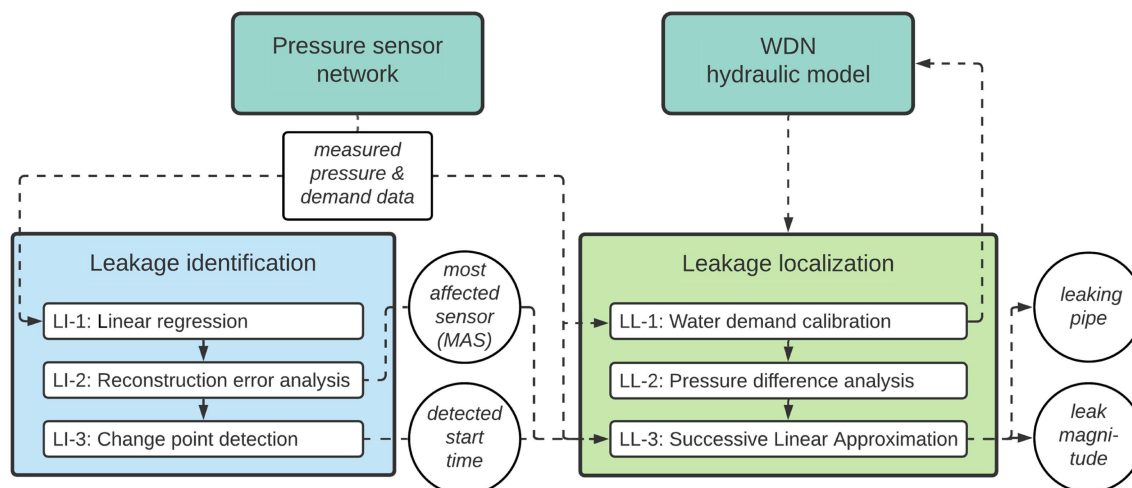 Pressure sensor
network
WDN
hydraulic model
measured
pressure &
demand data
Leakage identification
LI-1: Linear regression
LI-2: Reconstruction error analysis
LI-3: Change point detection
most
affected
sensor
(MAS)
detected
start
time
Leakage localization
LL-1: Water demand calibration
LL-2: Pressure difference analysis
LL-3: Successive Linear Approximation
leaking
pipe
leak
magni-
tude